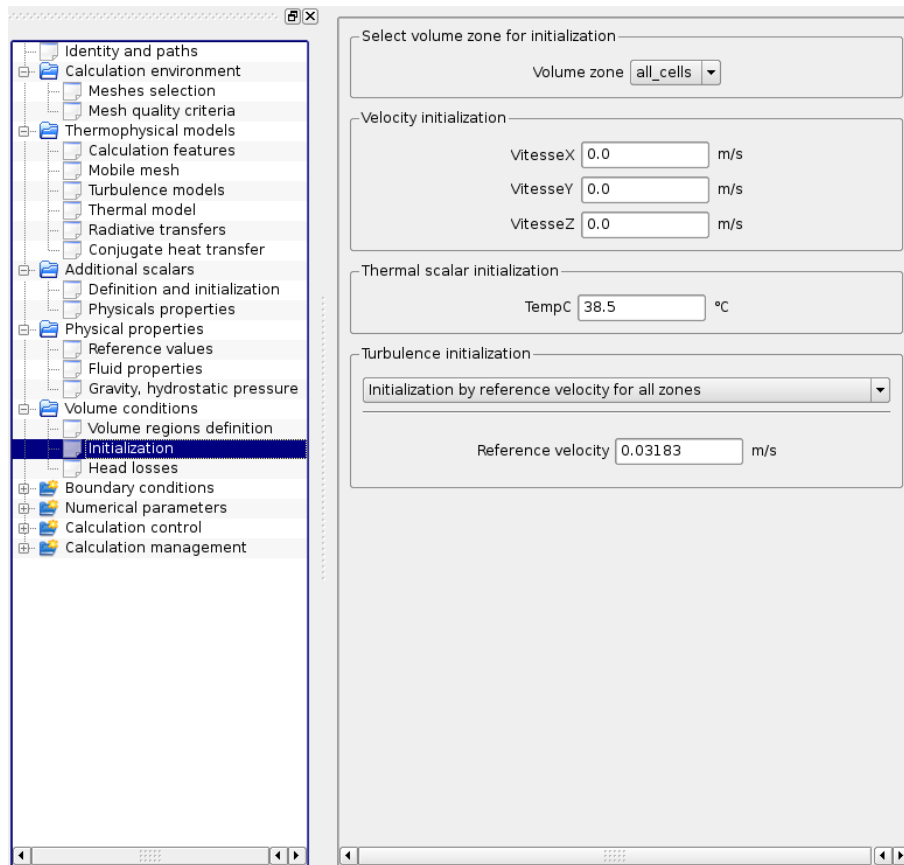 Identity and paths
Calculation environment
Meshes selection
Mesh quality criteria
Thermophysical models
Calculation features
Mobile mesh
Turbulence models
Thermal model
Radiative transfers
Conjugate heat transfer
Additional scalars
Definition and initialization
Physicals properties
Physical properties
Reference values
Fluid properties
Gravity, hydrostatic pressure
Volume conditions
Volume regions definition
Initialization
Head losses
Boundary conditions
Numerical parameters
Calculation control
Calculation management
Select volume zone for initialization
Volume zone all_cells
Velocity initialization
VitesseX 0.0 m/s
VitesseY 0.0 m/s
VitesseZ 0.0 m/s
Thermal scalar initialization
TempC 38.5 °C
Turbulence initialization
Initialization by reference velocity for all zones
Reference velocity 0.03183 m/s